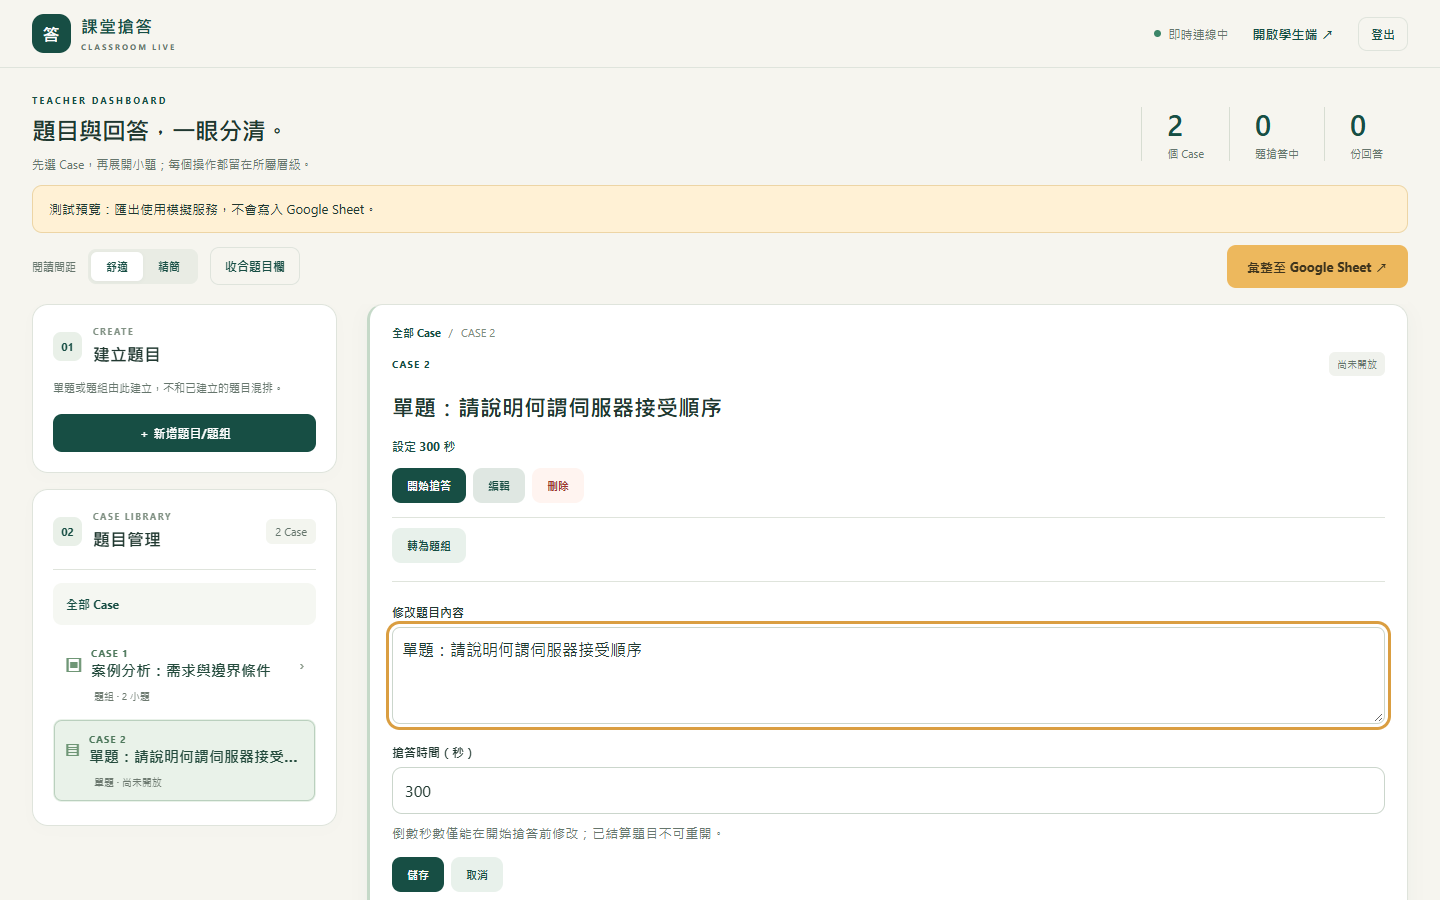 答
課堂搶答
CLASSROOM LIVE
即時連線中
開啟學生端 ↗
登出
TEACHER DASHBOARD
題目與回答，一眼分清。
先選 Case，再展開小題；每個操作都留在所屬層級。
2
個 Case
0
題搶答中
0
份回答
測試預覽：匯出使用模擬服務，不會寫入 Google Sheet。
閱讀間距
舒適
精簡
收合題目欄
彙整至 Google Sheet ↗
01
CREATE
建立題目
單題或題組由此建立，不和已建立的題目混排。
+ 新增題目/題組
02
CASE LIBRARY
題目管理
2 Case
全部 Case
CASE 1
案例分析：需求與邊界條件
›
題組 · 2 小題
CASE 2
單題：請說明何謂伺服器接受...
單題 · 尚未開放
全部 Case / CASE 2
CASE 2
尚未開放
單題：請說明何謂伺服器接受順序
設定 300 秒
開始搶答
編輯
刪除
轉為題組
修改題目內容
單題：請說明何謂伺服器接受順序
搶答時間（秒）
300
倒數秒數僅能在開始搶答前修改；已結算題目不可重開。
儲存
取消